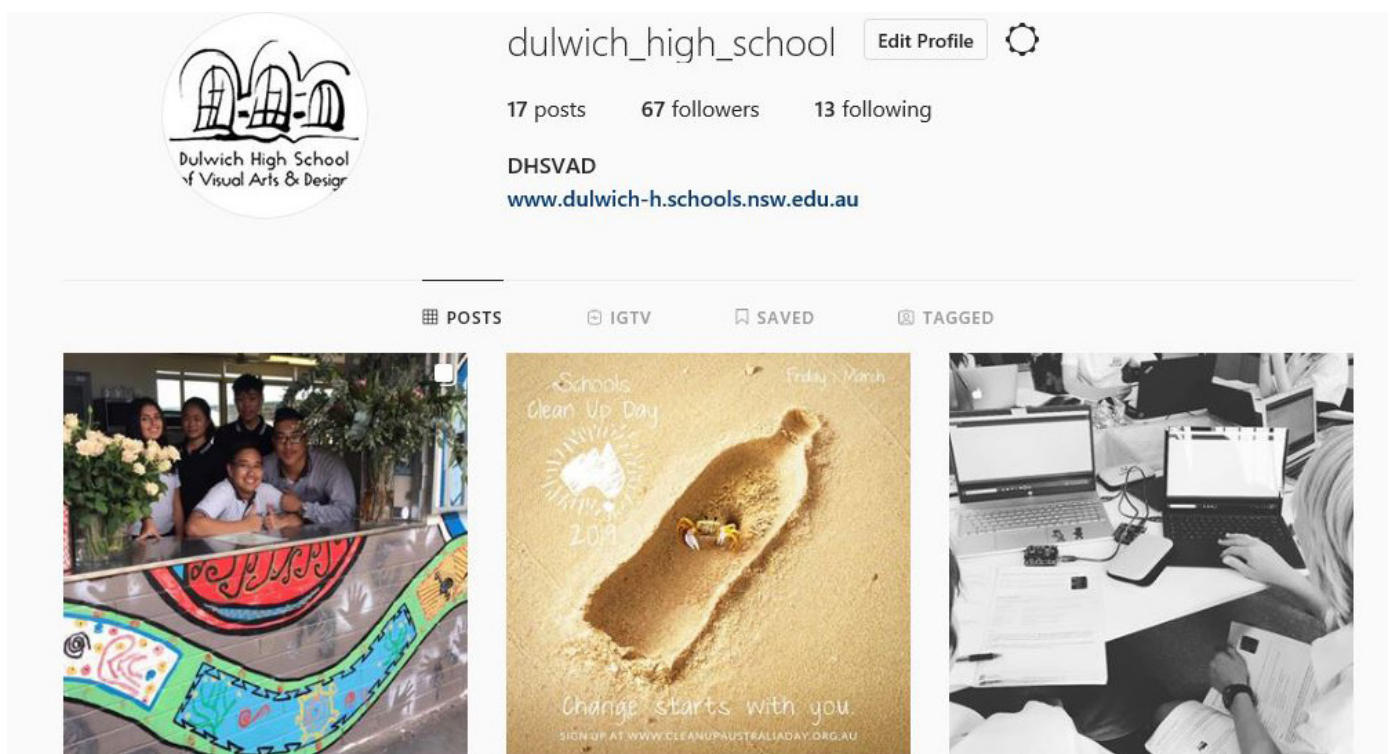 dulwich_high_school Edit Profile
17 posts 67 followers 13 following
Dulwich High School
of Visual Arts & Design
DHSVAD
www.dulwich-h.schools.nsw.edu.au
POSTS IGTV SAVED TAGGED
Schools
Clean Up Day
2019
Friday 1 March
Change starts with you.
SIGN UP AT WWW.CLEANUPAUSTRALIADAY.ORG.AU